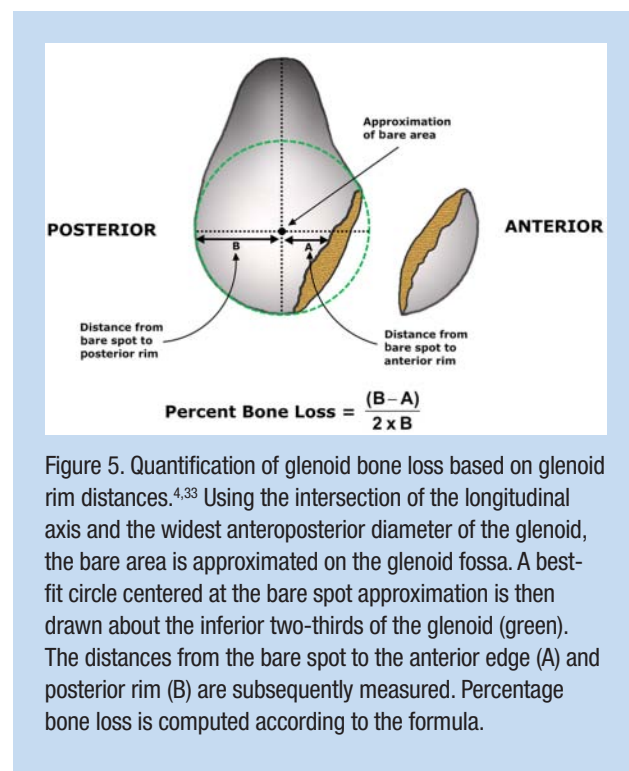 Approximation
of bare area
POSTERIOR
ANTERIOR
B
A
Distance from
bare spot to
posterior rim
Distance from
bare spot to
anterior rim
Percent Bone Loss = (B–A)
2 x B
Figure 5. Quantification of glenoid bone loss based on glenoid
rim distances.4,33 Using the intersection of the longitudinal
axis and the widest anteroposterior diameter of the glenoid,
the bare area is approximated on the glenoid fossa. A best-
fit circle centered at the bare spot approximation is then
drawn about the inferior two-thirds of the glenoid (green).
The distances from the bare spot to the anterior edge (A) and
posterior rim (B) are subsequently measured. Percentage
bone loss is computed according to the formula.